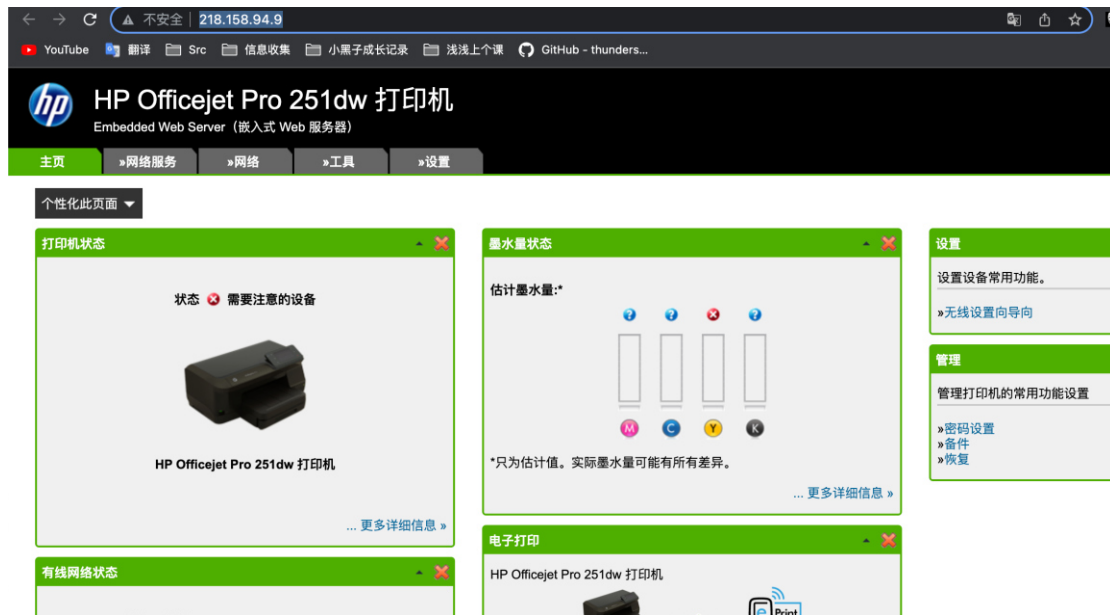 不安全 | 218.158.94.9
YouTube 翻译 Src 信息收集 小黑子成长记录 浅浅上个课 GitHub - thunders...
hp
HP Officejet Pro 251dw 打印机
Embedded Web Server（嵌入式 Web 服务器）
主页 »网络服务 »网络 »工具 »设置
个性化此页面
打印机状态
状态 需要注意的设备
HP Officejet Pro 251dw 打印机
... 更多详细信息 »
有线网络状态
墨水量状态
估计墨水量:*
M C Y K
*只为估计值。实际墨水量可能有所有差异。
... 更多详细信息 »
电子打印
HP Officejet Pro 251dw 打印机
e Print
设置
设置设备常用功能。
»无线设置向导向
管理
管理打印机的常用功能设置
»密码设置
»备件
»恢复